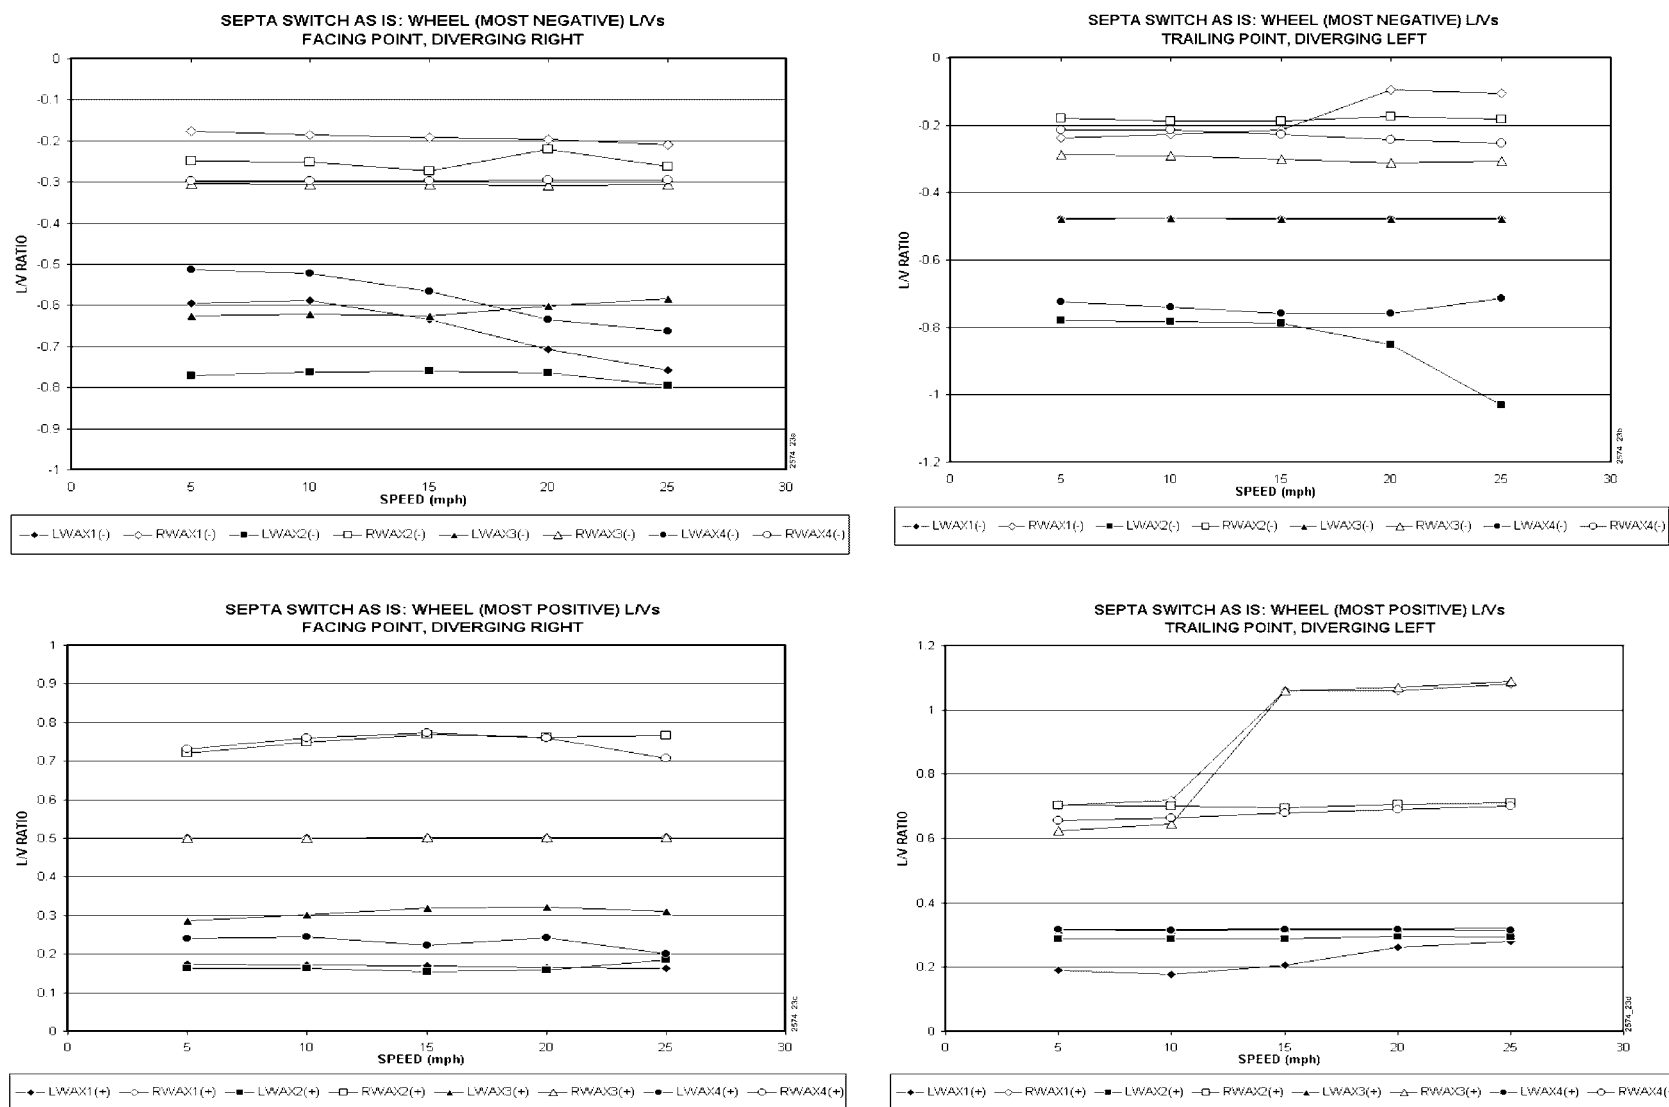 SEPTA SWITCH AS IS: WHEEL (MOST NEGATIVE) L/Vs
FACING POINT, DIVERGING RIGHT
0
-0.1
-0.2
-0.3
-0.4
-0.5
-0.6
-0.7
-0.8
-0.9
-1
L/V RATIO
0 5 10 15 20 25 30
SPEED (mph)
2574_23a
LWAX1(-) RWAX1(-) LWAX2(-) RWAX2(-) LWAX3(-) RWAX3(-) LWAX4(-) RWAX4(-)
SEPTA SWITCH AS IS: WHEEL (MOST NEGATIVE) L/Vs
TRAILING POINT, DIVERGING LEFT
0
-0.2
-0.4
-0.6
-0.8
-1
-1.2
L/V RATIO
0 5 10 15 20 25 30
SPEED (mph)
2574_23b
LWAX1(-) RWAX1(-) LWAX2(-) RWAX2(-) LWAX3(-) RWAX3(-) LWAX4(-) RWAX4(-)
SEPTA SWITCH AS IS: WHEEL (MOST POSITIVE) L/Vs
FACING POINT, DIVERGING RIGHT
1
0.9
0.8
0.7
0.6
0.5
0.4
0.3
0.2
0.1
0
L/V RATIO
0 5 10 15 20 25 30
SPEED (mph)
2574_23c
LWAX1(+) RWAX1(+) LWAX2(+) RWAX2(+) LWAX3(+) RWAX3(+) LWAX4(+) RWAX4(+)
SEPTA SWITCH AS IS: WHEEL (MOST POSITIVE) L/Vs
TRAILING POINT, DIVERGING LEFT
1.2
1
0.8
0.6
0.4
0.2
0
L/V RATIO
0 5 10 15 20 25 30
SPEED (mph)
2574_23d
LWAX1(+) RWAX1(+) LWAX2(+) RWAX2(+) LWAX3(+) RWAX3(+) LWAX4(+) RWAX4(